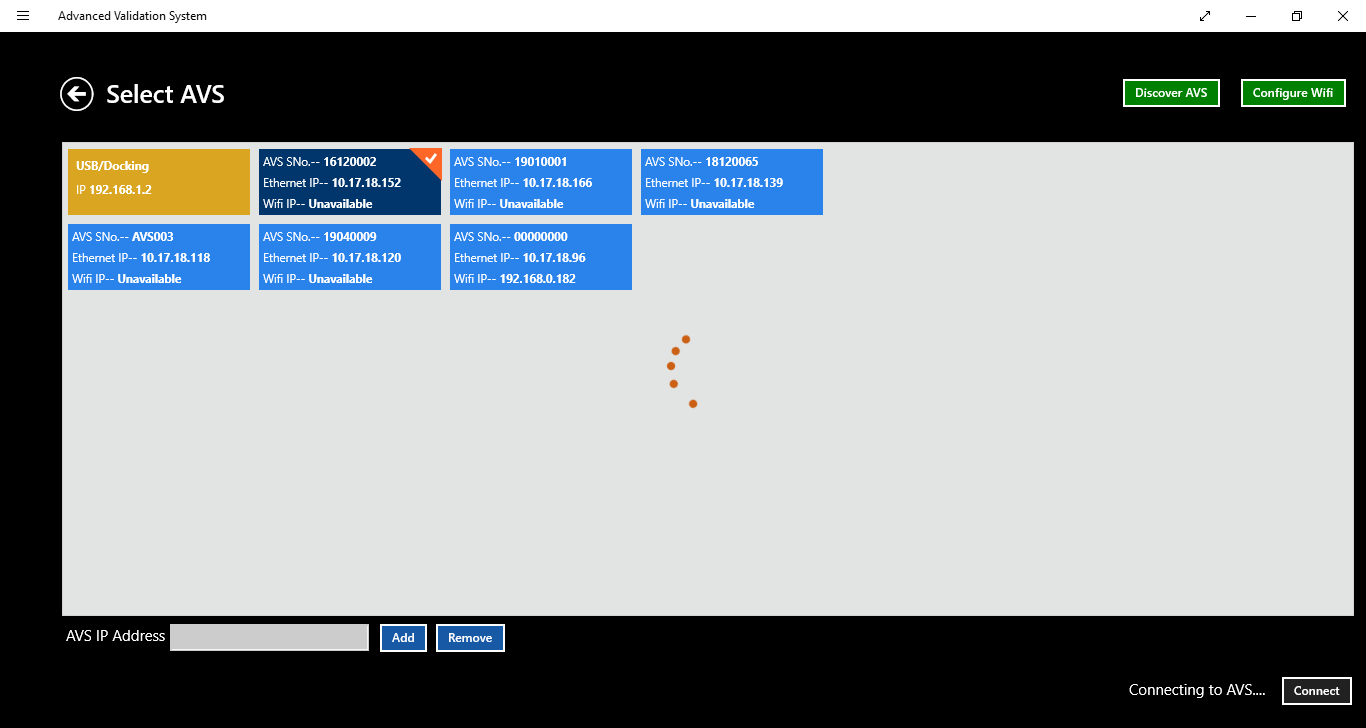 Advanced Validation System
Select AVS
Discover AVS
Configure Wifi
USB/Docking
IP 192.168.1.2
AVS SNo.-- 16120002
Ethernet IP-- 10.17.18.152
Wifi IP-- Unavailable
AVS SNo.-- 19010001
Ethernet IP-- 10.17.18.166
Wifi IP-- Unavailable
AVS SNo.-- 18120065
Ethernet IP-- 10.17.18.139
Wifi IP-- Unavailable
AVS SNo.-- AVS003
Ethernet IP-- 10.17.18.118
Wifi IP-- Unavailable
AVS SNo.-- 19040009
Ethernet IP-- 10.17.18.120
Wifi IP-- Unavailable
AVS SNo.-- 00000000
Ethernet IP-- 10.17.18.96
Wifi IP-- 192.168.0.182
AVS IP Address
Add
Remove
Connecting to AVS....
Connect